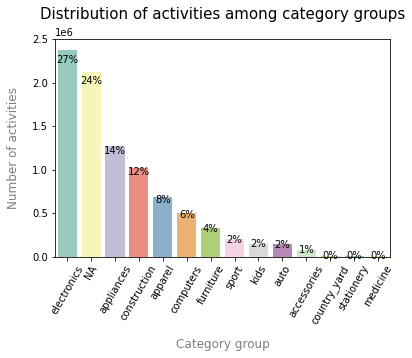 Distribution of activities among category groups
1e6
2.5
2.0
1.5
1.0
0.5
0.0
Number of activities
27%
24%
14%
12%
8%
6%
4%
2%
2%
2%
1%
0%
0%
0%
electronics
NA
appliances
construction
apparel
computers
furniture
sport
kids
auto
accessories
country_yard
stationery
medicine
Category group